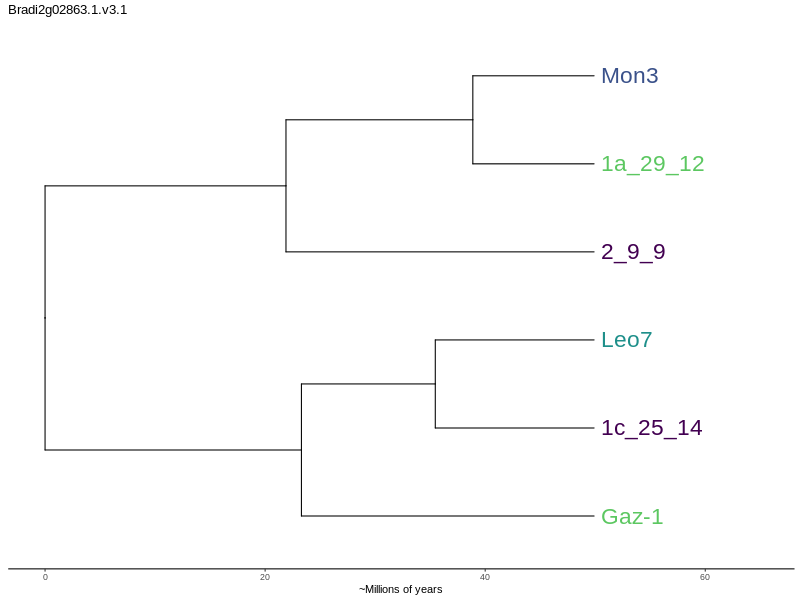 Bradi2g02863.1.v3.1
Mon3
1a_29_12
2_9_9
Leo7
1c_25_14
Gaz-1
0 20 40 60
~Millions of years